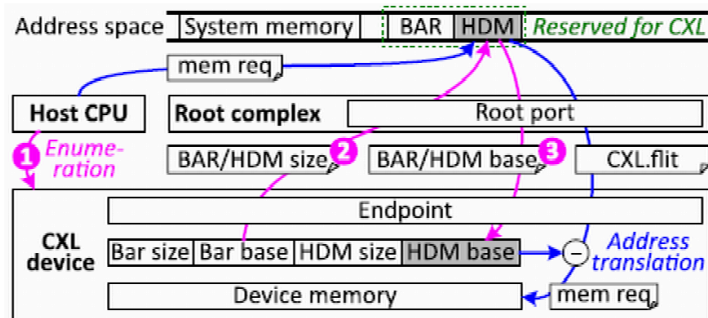 Address space System memory BAR HDM Reserved for CXL
mem req
Host CPU Root complex Root port
1 Enume-
ration
BAR/HDM size 2 BAR/HDM base 3 CXL.flit
Endpoint
CXL
device
Bar size Bar base HDM size HDM base − Address
translation
Device memory mem req